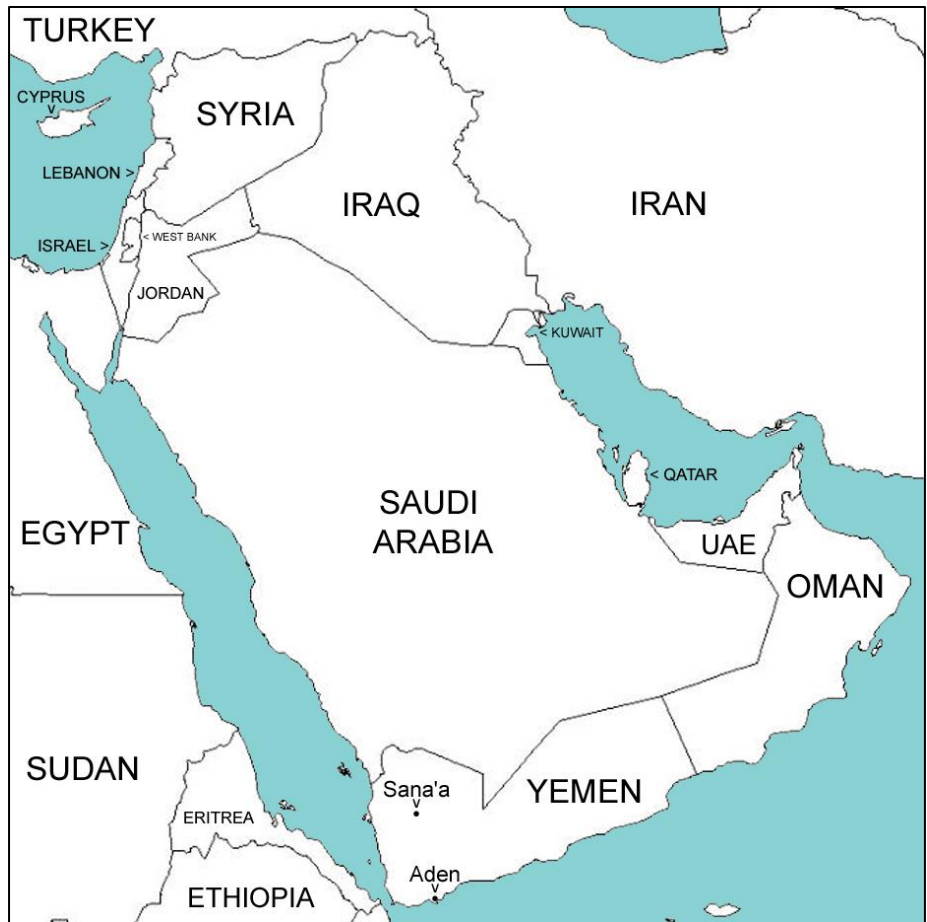 TURKEY
CYPRUS
v
SYRIA
LEBANON >
IRAQ
IRAN
ISRAEL >
< WEST BANK
JORDAN
< KUWAIT
< QATAR
SAUDI
ARABIA
EGYPT
UAE
OMAN
SUDAN
Sana'a
v
YEMEN
ERITREA
Aden
v
ETHIOPIA